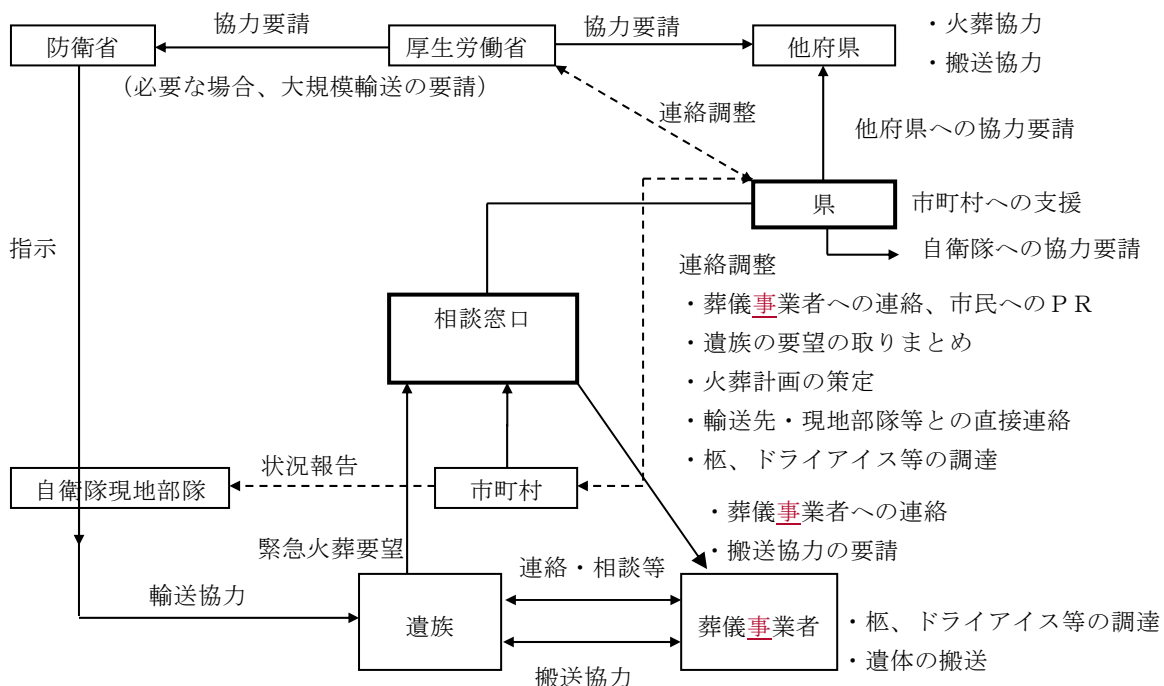 協力要請
協力要請
防衛省
厚生労働省
他府県
・火葬協力
・搬送協力
（必要な場合、大規模輸送の要請）
連絡調整
他府県への協力要請
県
市町村への支援
指示
自衛隊への協力要請
連絡調整
・葬儀事業者への連絡、市民へのＰＲ
相談窓口
・遺族の要望の取りまとめ
・火葬計画の策定
・輸送先・現地部隊等との直接連絡
・柩、ドライアイス等の調達
状況報告
自衛隊現地部隊
市町村
・葬儀事業者への連絡
・搬送協力の要請
緊急火葬要望
連絡・相談等
輸送協力
遺族
葬儀事業者
・柩、ドライアイス等の調達
・遺体の搬送
搬送協力